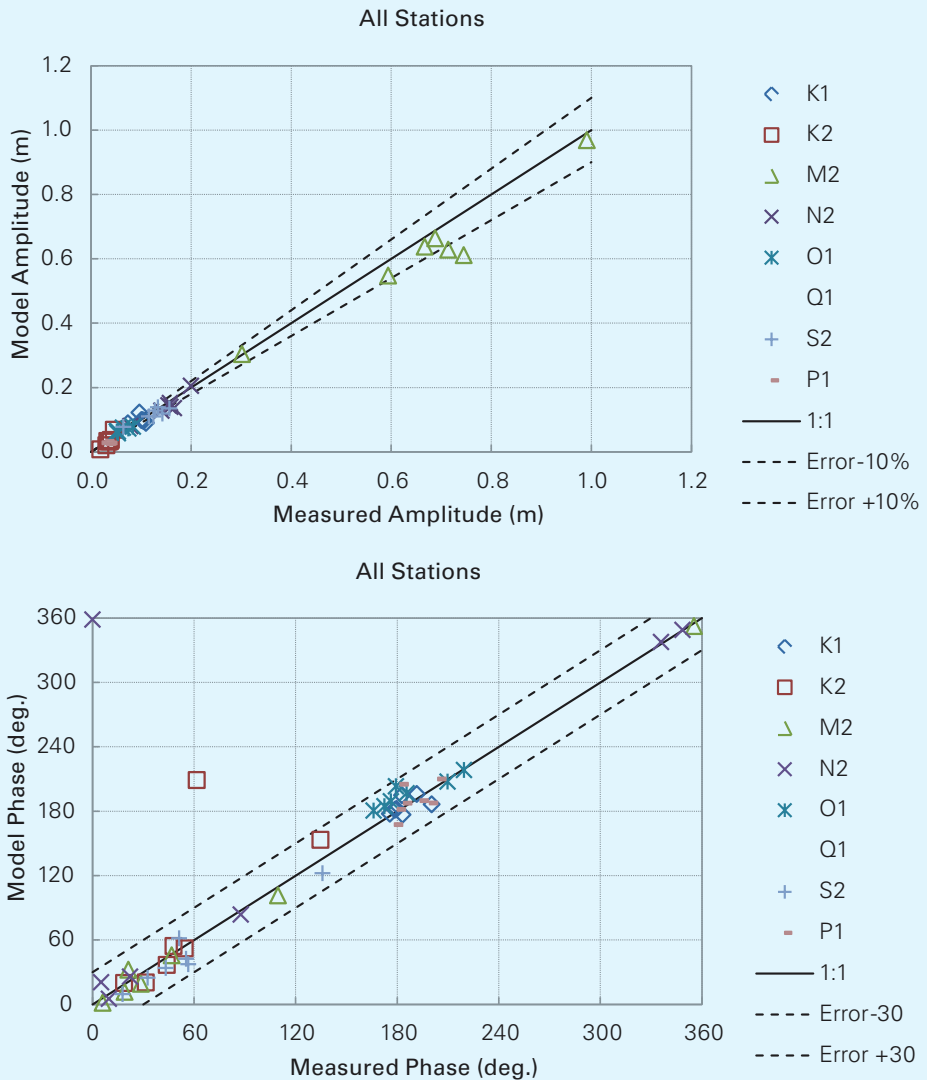 All Stations
1.2
1.0
0.8
0.6
0.4
0.2
0.0
Model Amplitude (m)
0.0 0.2 0.4 0.6 0.8 1.0 1.2
Measured Amplitude (m)
K1
K2
M2
N2
O1
Q1
S2
P1
1:1
Error-10%
Error +10%
All Stations
360
300
240
180
120
60
0
Model Phase (deg.)
0 60 120 180 240 300 360
Measured Phase (deg.)
K1
K2
M2
N2
O1
Q1
S2
P1
1:1
Error-30
Error +30